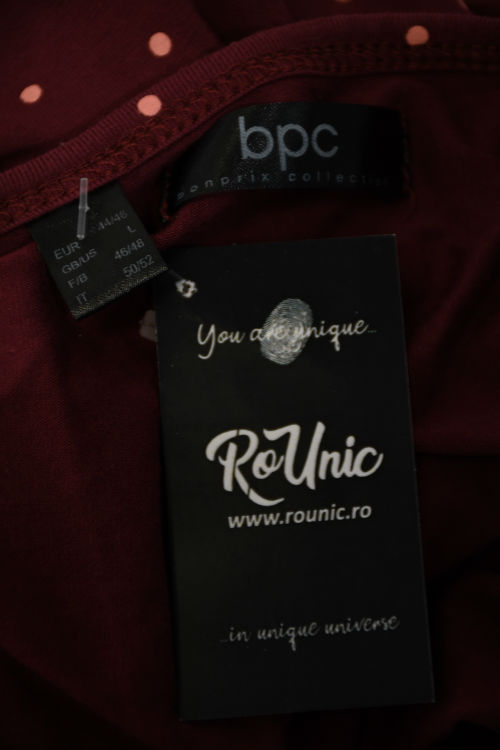 bpc
bonprix collection
EUR 44/46
GB/US L
F/B 46/48
IT 50/52
You are unique...
RoUnic
www.rounic.ro
...in unique universe